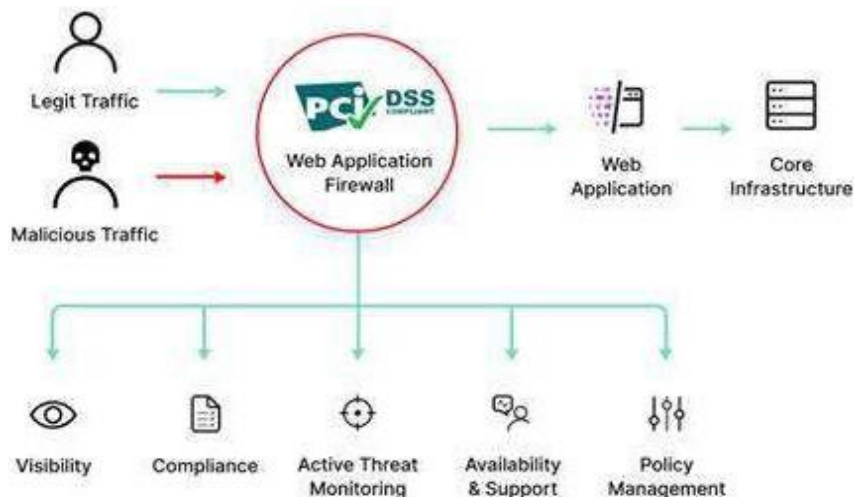 Legit Traffic
Malicious Traffic
PCI DSS
COMPLIANT
Web Application
Firewall
Web
Application
Core
Infrastructure
Visibility
Compliance
Active Threat
Monitoring
Availability
& Support
Policy
Management